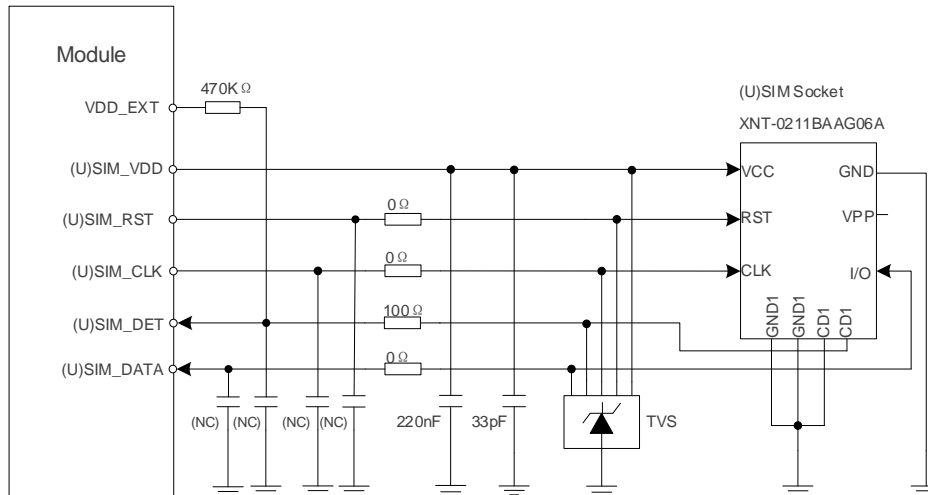 Module
VDD_EXT
470KΩ
(U)SIM Socket
XNT-0211BAAG06A
(U)SIM_VDD
VCC
GND
(U)SIM_RST
0Ω
RST
VPP
(U)SIM_CLK
0Ω
CLK
I/O
(U)SIM_DET
100Ω
GND1
GND1
CD1
CD1
(U)SIM_DATA
0Ω
(NC)
(NC)
(NC)
(NC)
220nF
33pF
TVS